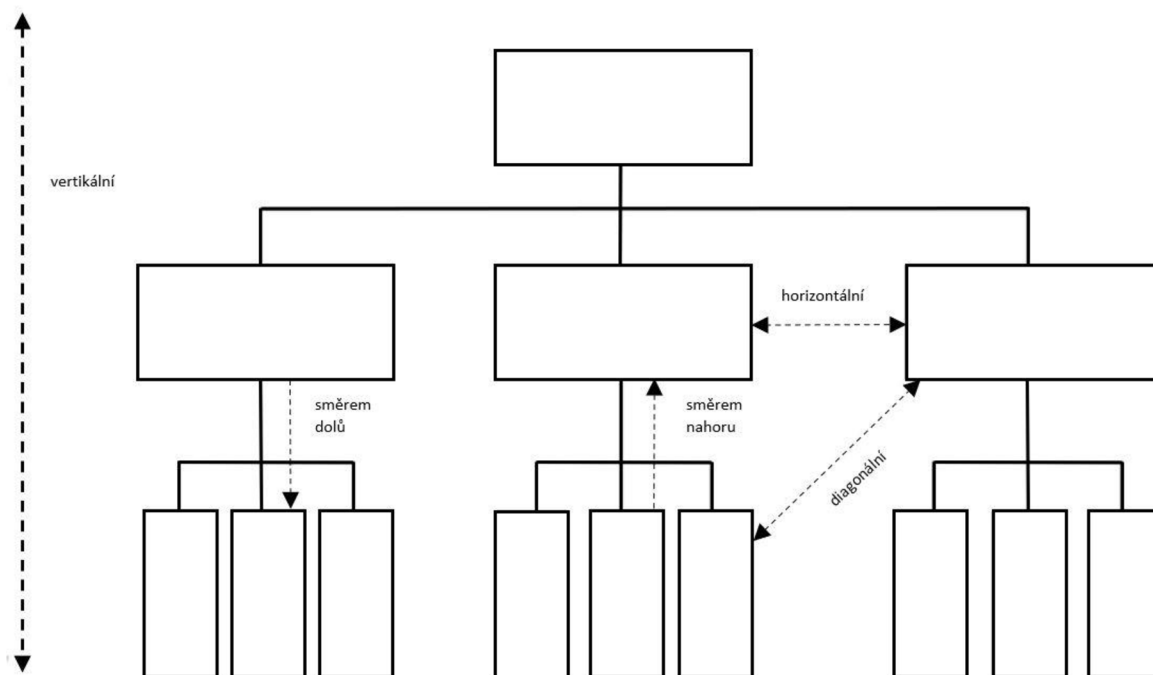 vertikální
horizontální
směrem
dolů
směrem
nahoru
diagonální